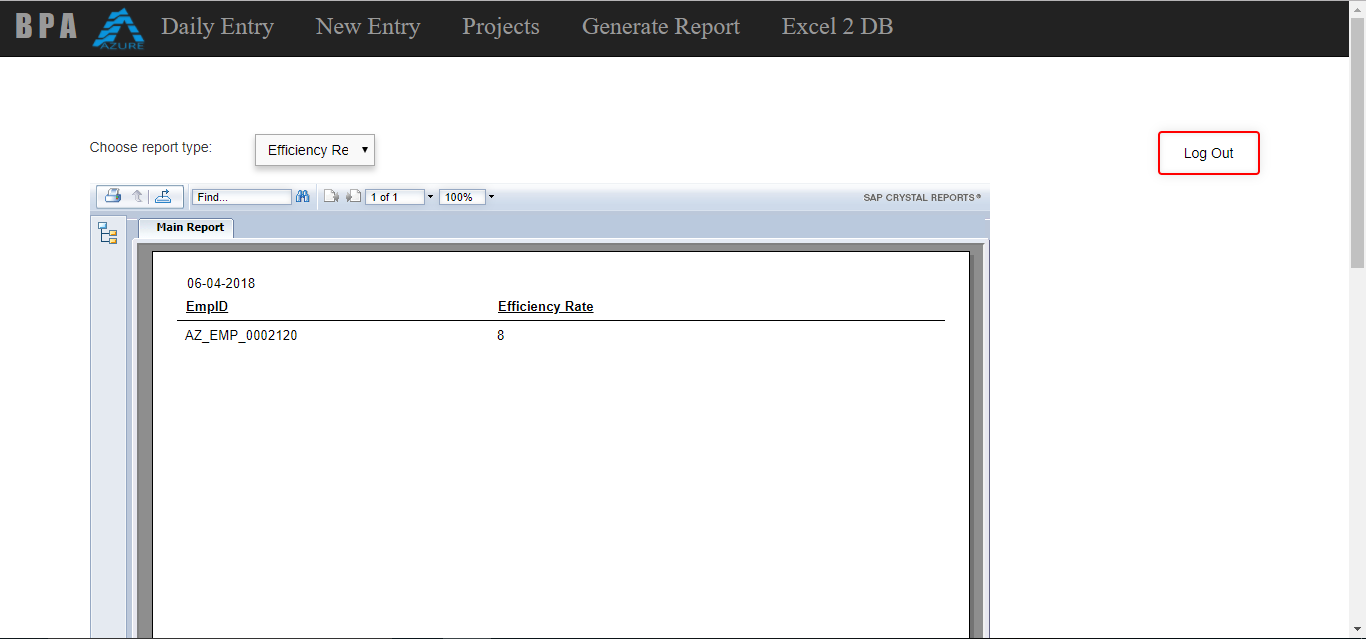 BPA AZURE Daily Entry New Entry Projects Generate Report Excel 2 DB
Choose report type: Efficiency Re Log Out
Find... 1 of 1 100% SAP CRYSTAL REPORTS®
Main Report
06-04-2018
EmpID Efficiency Rate
AZ_EMP_0002120 8